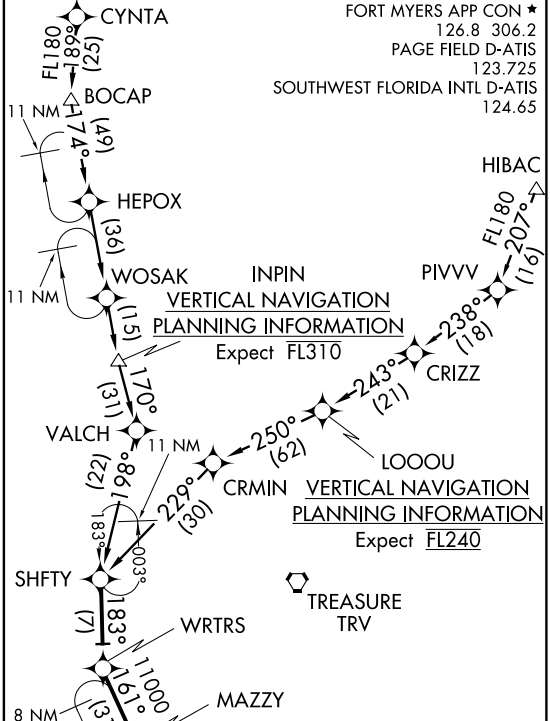 CYNTA
FORT MYERS APP CON ★
126.8 306.2
PAGE FIELD D-ATIS
123.725
SOUTHWEST FLORIDA INTL D-ATIS
124.65
FL180
189°
(25)
BOCAP
11 NM
174°
(49)
HIBAC
HEPOX
FL180
207°
(16)
(36)
WOSAK
11 NM
INPIN
VERTICAL NAVIGATION
PLANNING INFORMATION
Expect FL310
PIVVV
(15)
238°
(18)
CRIZZ
170°
(31)
243°
(21)
VALCH
11 NM
250°
(62)
LOOOU
VERTICAL NAVIGATION
PLANNING INFORMATION
Expect FL240
198°
(22)
CRMIN
229°
(30)
183°
003°
SHFTY
TREASURE
TRV
183°
(7)
WRTRS
11000
161°
MAZZY
8 NM